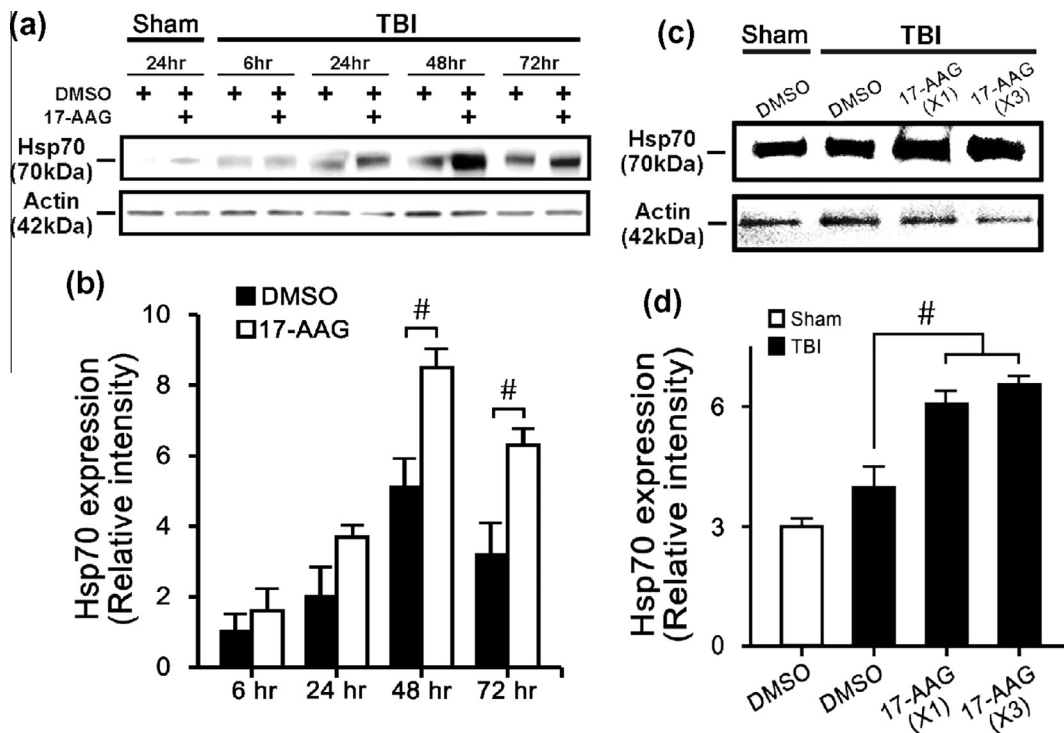 (a)
Sham TBI
24hr 6hr 24hr 48hr 72hr
DMSO + + + + + + + + + +
17-AAG + + + + +
Hsp70
(70kDa)
Actin
(42kDa)
(b)
DMSO
17-AAG
Hsp70 expression
(Relative intensity)
10
8
6
4
2
0
# #
6 hr 24 hr 48 hr 72 hr
(c)
Sham TBI
DMSO DMSO 17-AAG (X1) 17-AAG (X3)
Hsp70
(70kDa)
Actin
(42kDa)
(d)
Sham
TBI
#
Hsp70 expression
(Relative intensity)
6
3
0
DMSO DMSO 17-AAG (X1) 17-AAG (X3)